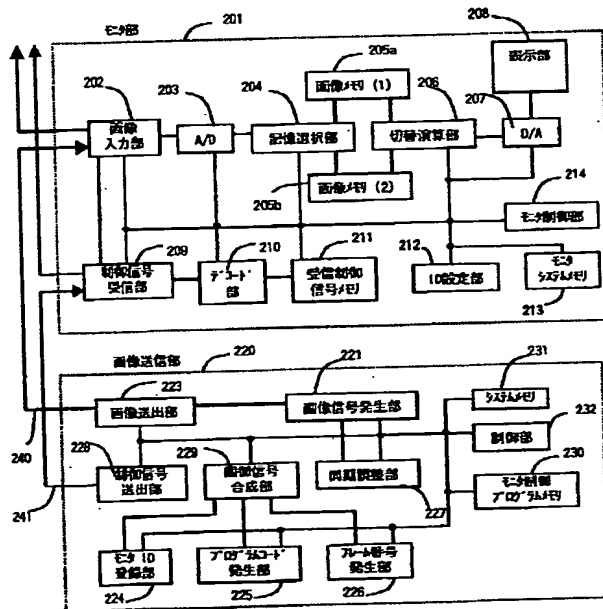 モニタ部
201
208
202
203
204
205a
画像メモリ (1)
206
表示部
207
画像
入力部
A/D
記憶選択部
切替演算部
D/A
205b
画像メモリ (2)
214
モニタ制御部
209
210
211
212
制御信号
受信部
デコード
部
受信制御
信号メモリ
ID設定部
モニタ
システムメモリ
213
画像送信部
220
221
231
223
画像送出部
画像信号発生部
システムメモリ
232
240
228
229
制御部
制御信号
送出部
画御信号
合成部
同期調整部
230
モニタ制御
プログラムメモリ
241
227
モニタID
登録部
プログラムコード
発生部
フレーム番号
発生部
224
225
226